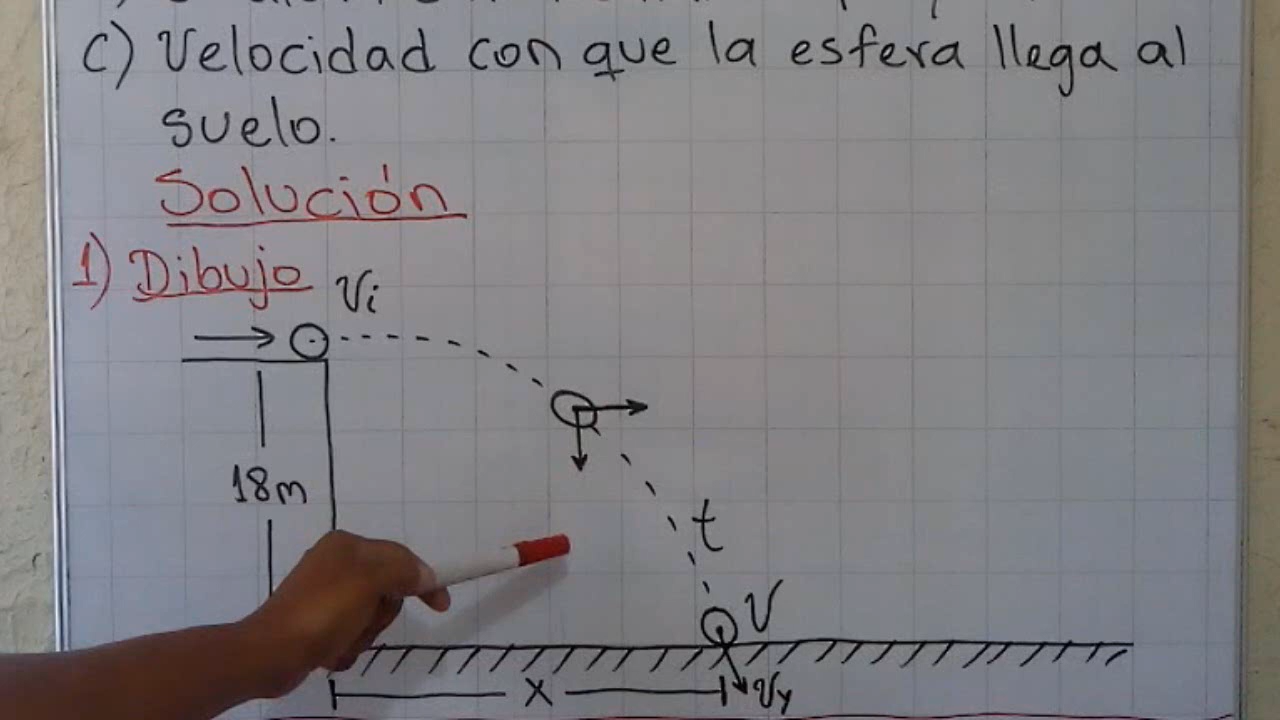 C) Velocidad con que la esfera llega al
suelo.
Solución
1) Dibujo
Vi
18m
t
V
X
Vy